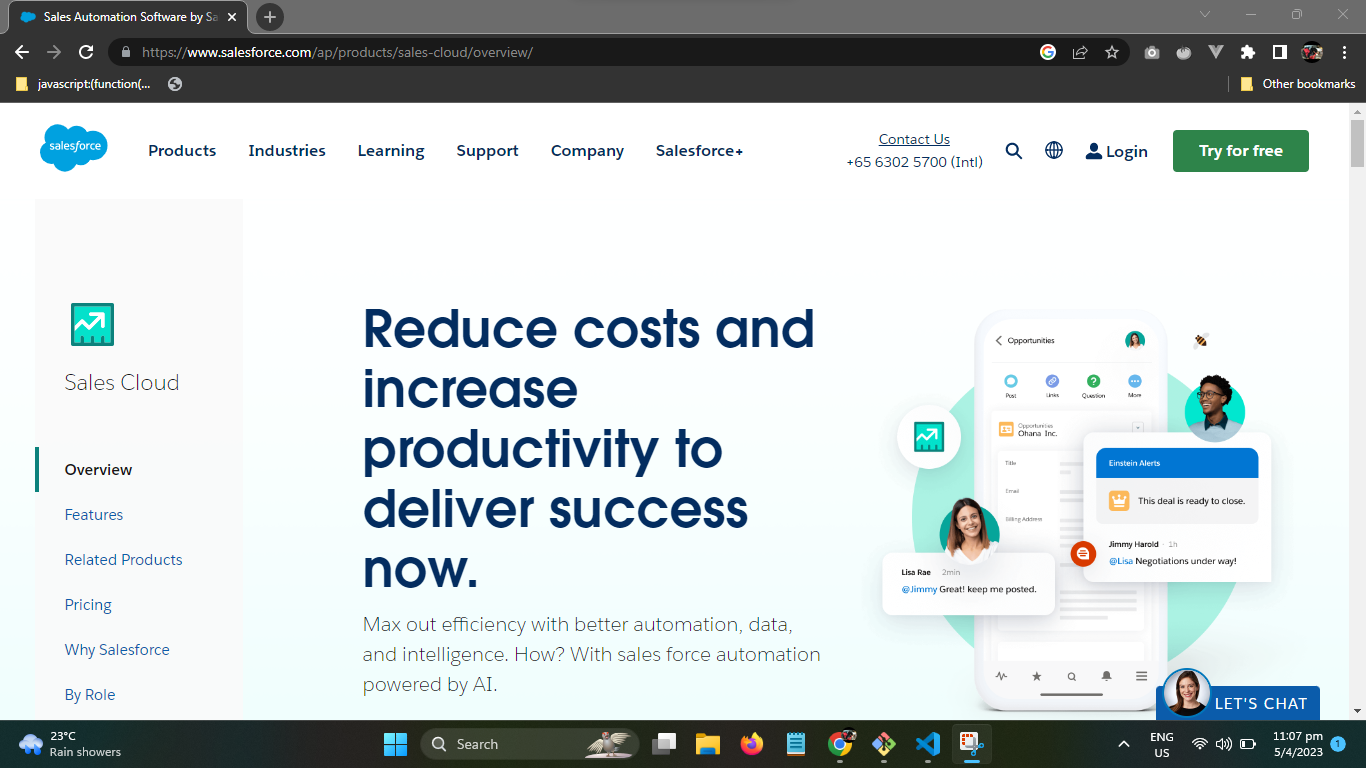 Sales Automation Software by Sa
https://www.salesforce.com/ap/products/sales-cloud/overview/
javascript:(function(...
Other bookmarks
salesforce
Products
Industries
Learning
Support
Company
Salesforce+
Contact Us
+65 6302 5700 (Intl)
Login
Try for free
Sales Cloud
Overview
Features
Related Products
Pricing
Why Salesforce
By Role
Reduce costs and
increase
productivity to
deliver success
now.
Max out efficiency with better automation, data,
and intelligence. How? With sales force automation
powered by AI.
Opportunities
Post
Links
Question
More
Opportunities
Ohana Inc.
Title
Email
Billing Address
Einstein Alerts
This deal is ready to close.
Jimmy Harold · 1h
@Lisa Negotiations under way!
Lisa Rae 2min
@Jimmy Great! keep me posted.
LET'S CHAT
23°C
Rain showers
Search
ENG
US
11:07 pm
5/4/2023
1